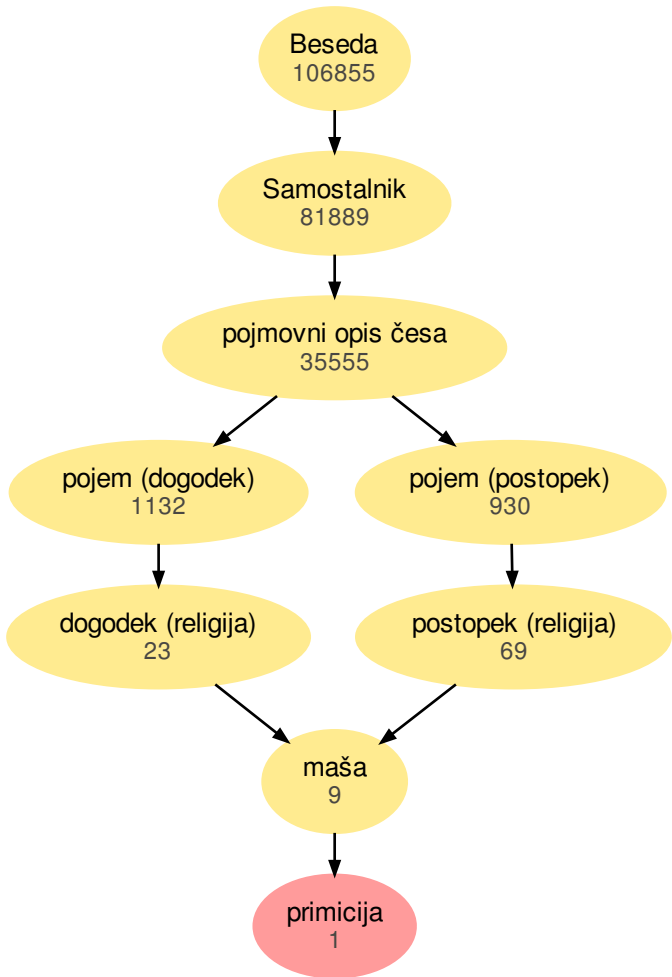 Beseda
106855
Samostalnik
81889
pojmovni opis česa
35555
pojem (dogodek)
1132
pojem (postopek)
930
dogodek (religija)
23
postopek (religija)
69
maša
9
primicija
1